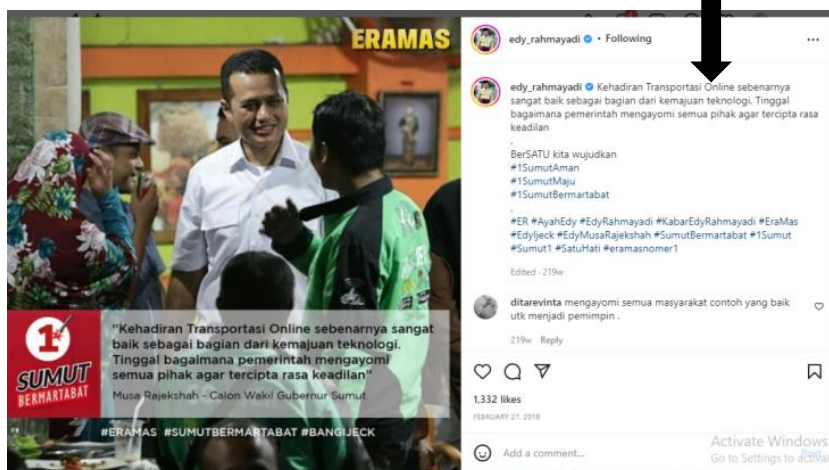 ERAMAS
1
SUMUT
BERMARTABAT
"Kehadiran Transportasi Online sebenarnya sangat
baik sebagai bagian dari kemajuan teknologi.
Tinggal bagaimana pemerintah mengayomi
semua pihak agar tercipta rasa keadilan"
Musa Rajekshah - Calon Wakil Gubernur Sumut
#ERAMAS #SUMUTBERMARTABAT #BANGIJECK
edy_rahmayadi • Following
edy_rahmayadi Kehadiran Transportasi Online sebenarnya
sangat baik sebagai bagian dari kemajuan teknologi. Tinggal
bagaimana pemerintah mengayomi semua pihak agar tercipta rasa
keadilan
.
BerSATU kita wujudkan
#1SumutAman
#1SumutMaju
#1SumutBermartabat
.
#ER #AyahEdy #EdyRahmayadi #KabarEdyRahmayadi #EraMas
#EdyIjeck #EdyMusaRajekshah #SumutBermartabat #1Sumut
#Sumut1 #SatuHati #eramasnomer1
Edited · 219w
ditarevinta mengayomi semua masyarakat contoh yang baik
utk menjadi pemimpin .
219w Reply
1,332 likes
FEBRUARY 27, 2018
Add a comment...
Post
Activate Windows
Go to Settings to activa